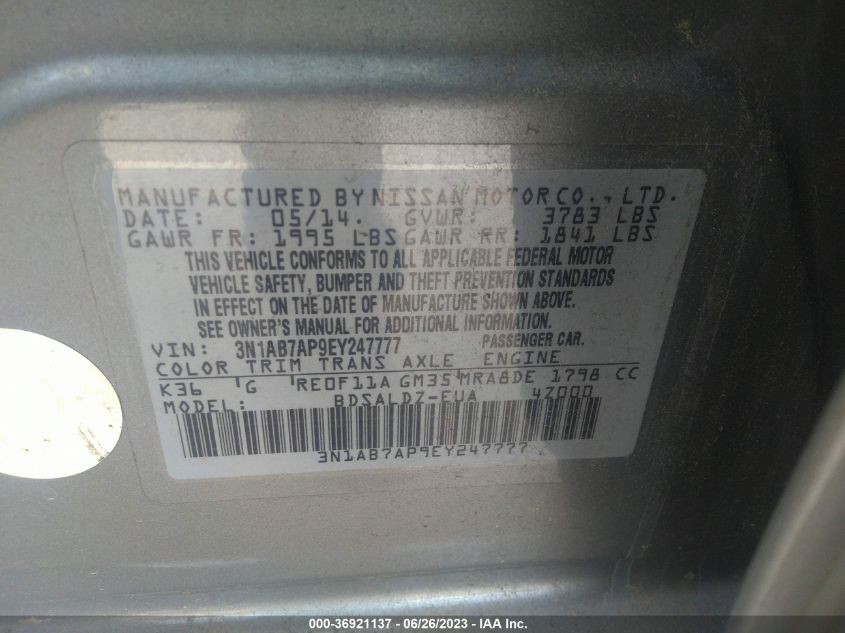 MANUFACTURED BY NISSAN MOTOR CO., LTD.
DATE: 05/14. GVWR: 3783 LBS
GAWR FR: 1995 LBS GAWR RR: 1841 LBS
THIS VEHICLE CONFORMS TO ALL APPLICABLE FEDERAL MOTOR
VEHICLE SAFETY, BUMPER AND THEFT PREVENTION STANDARDS
IN EFFECT ON THE DATE OF MANUFACTURE SHOWN ABOVE.
SEE OWNER'S MANUAL FOR ADDITIONAL INFORMATION.
VIN: 3N1AB7AP9EY247777 PASSENGER CAR.
COLOR TRIM TRANS AXLE ENGINE
K36 'G 'RE0F11A GM35'MRA8DE 1798 CC
MODEL: BDSALDZ-EUA 4Z000
3N1AB7AP9EY247777
000-36921137 - 06/26/2023 - IAA Inc.